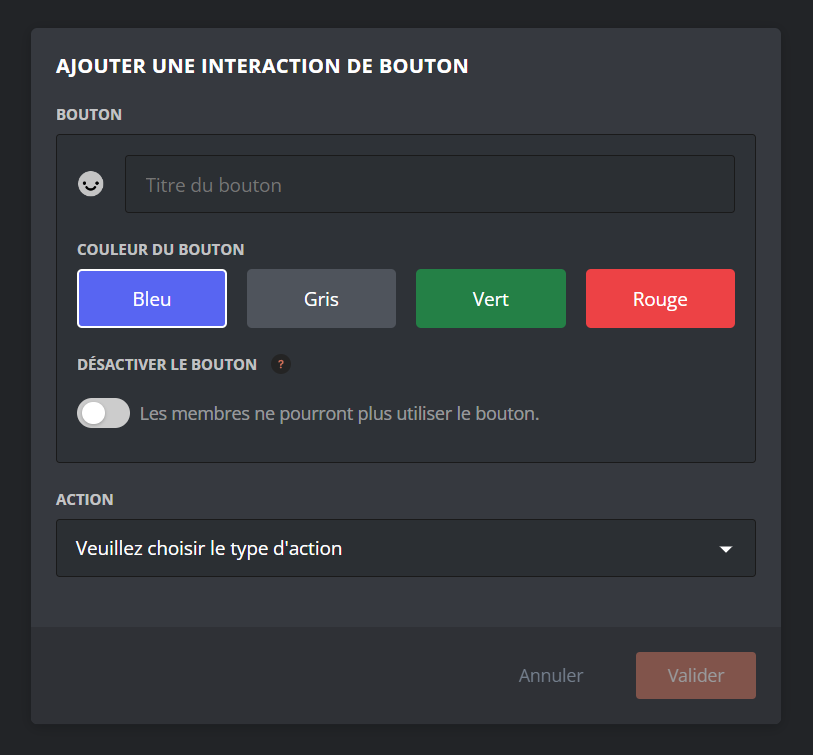 AJOUTER UNE INTERACTION DE BOUTON
BOUTON
Titre du bouton
COULEUR DU BOUTON
Bleu
Gris
Vert
Rouge
DÉSACTIVER LE BOUTON ?
Les membres ne pourront plus utiliser le bouton.
ACTION
Veuillez choisir le type d'action
Annuler
Valider